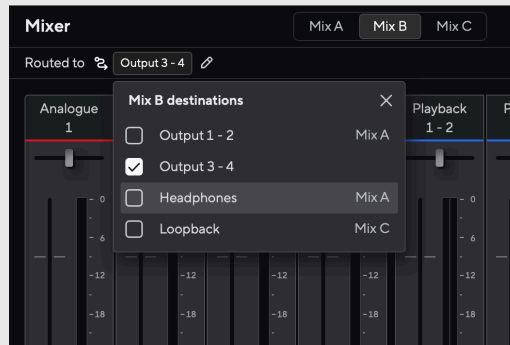 Mixer
Mix A
Mix B
Mix C
Routed to
Output 3 - 4
Analogue
1
Mix B destinations
Output 1 - 2
Mix A
Output 3 - 4
Headphones
Mix A
Loopback
Mix C
Playback
1 - 2
P
0
0
6
6
-12
-12
-12
-12
-12
-18
-18
-18
-18
-18